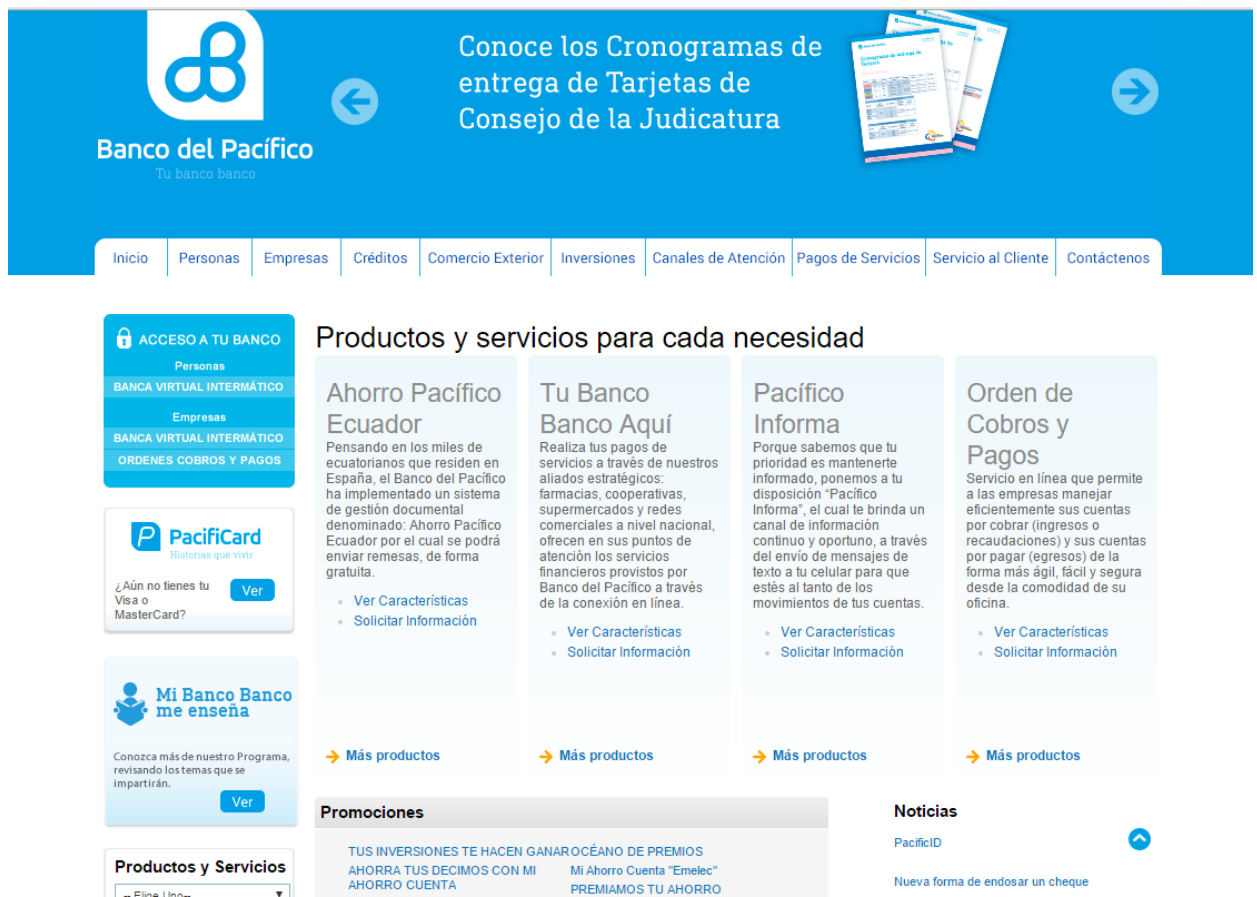 Banco del Pacífico
Tu banco banco
Conoce los Cronogramas de
entrega de Tarjetas de
Consejo de la Judicatura
Inicio
Personas
Empresas
Créditos
Comercio Exterior
Inversiones
Canales de Atención
Pagos de Servicios
Servicio al Cliente
Contáctenos
ACCESO A TU BANCO
Personas
BANCA VIRTUAL INTERMÁTICO
Empresas
BANCA VIRTUAL INTERMÁTICO
ORDENES COBROS Y PAGOS
PacifiCard
Historias que vivir
¿Aún no tienes tu
Visa o
MasterCard?
Ver
Mi Banco Banco
me enseña
Conozca más de nuestro Programa,
revisando los temas que se
impartirán.
Ver
Productos y Servicios
-- Elige Uno--
Productos y servicios para cada necesidad
Ahorro Pacífico
Ecuador
Pensando en los miles de
ecuatorianos que residen en
España, el Banco del Pacífico
ha implementado un sistema
de gestión documental
denominado: Ahorro Pacífico
Ecuador por el cual se podrá
enviar remesas, de forma
gratuita.
Ver Características
Solicitar Información
Más productos
Tu Banco
Banco Aquí
Realiza tus pagos de
servicios a través de nuestros
aliados estratégicos:
farmacias, cooperativas,
supermercados y redes
comerciales a nivel nacional,
ofrecen en sus puntos de
atención los servicios
financieros provistos por
Banco del Pacífico a través
de la conexión en línea.
Ver Características
Solicitar Información
Más productos
Pacífico
Informa
Porque sabemos que tu
prioridad es mantenerte
informado, ponemos a tu
disposición “Pacífico
Informa”, el cual te brinda un
canal de información
continuo y oportuno, a través
del envío de mensajes de
texto a tu celular para que
estés al tanto de los
movimientos de tus cuentas.
Ver Características
Solicitar Información
Más productos
Orden de
Cobros y
Pagos
Servicio en línea que permite
a las empresas manejar
eficientemente sus cuentas
por cobrar (ingresos o
recaudaciones) y sus cuentas
por pagar (egresos) de la
forma más ágil, fácil y segura
desde la comodidad de su
oficina.
Ver Características
Solicitar Información
Más productos
Promociones
TUS INVERSIONES TE HACEN GANAR
AHORRA TUS DECIMOS CON MI
AHORRO CUENTA
OCÉANO DE PREMIOS
Mi Ahorro Cuenta "Emelec"
PREMIAMOS TU AHORRO
Noticias
PacificID
Nueva forma de endosar un cheque